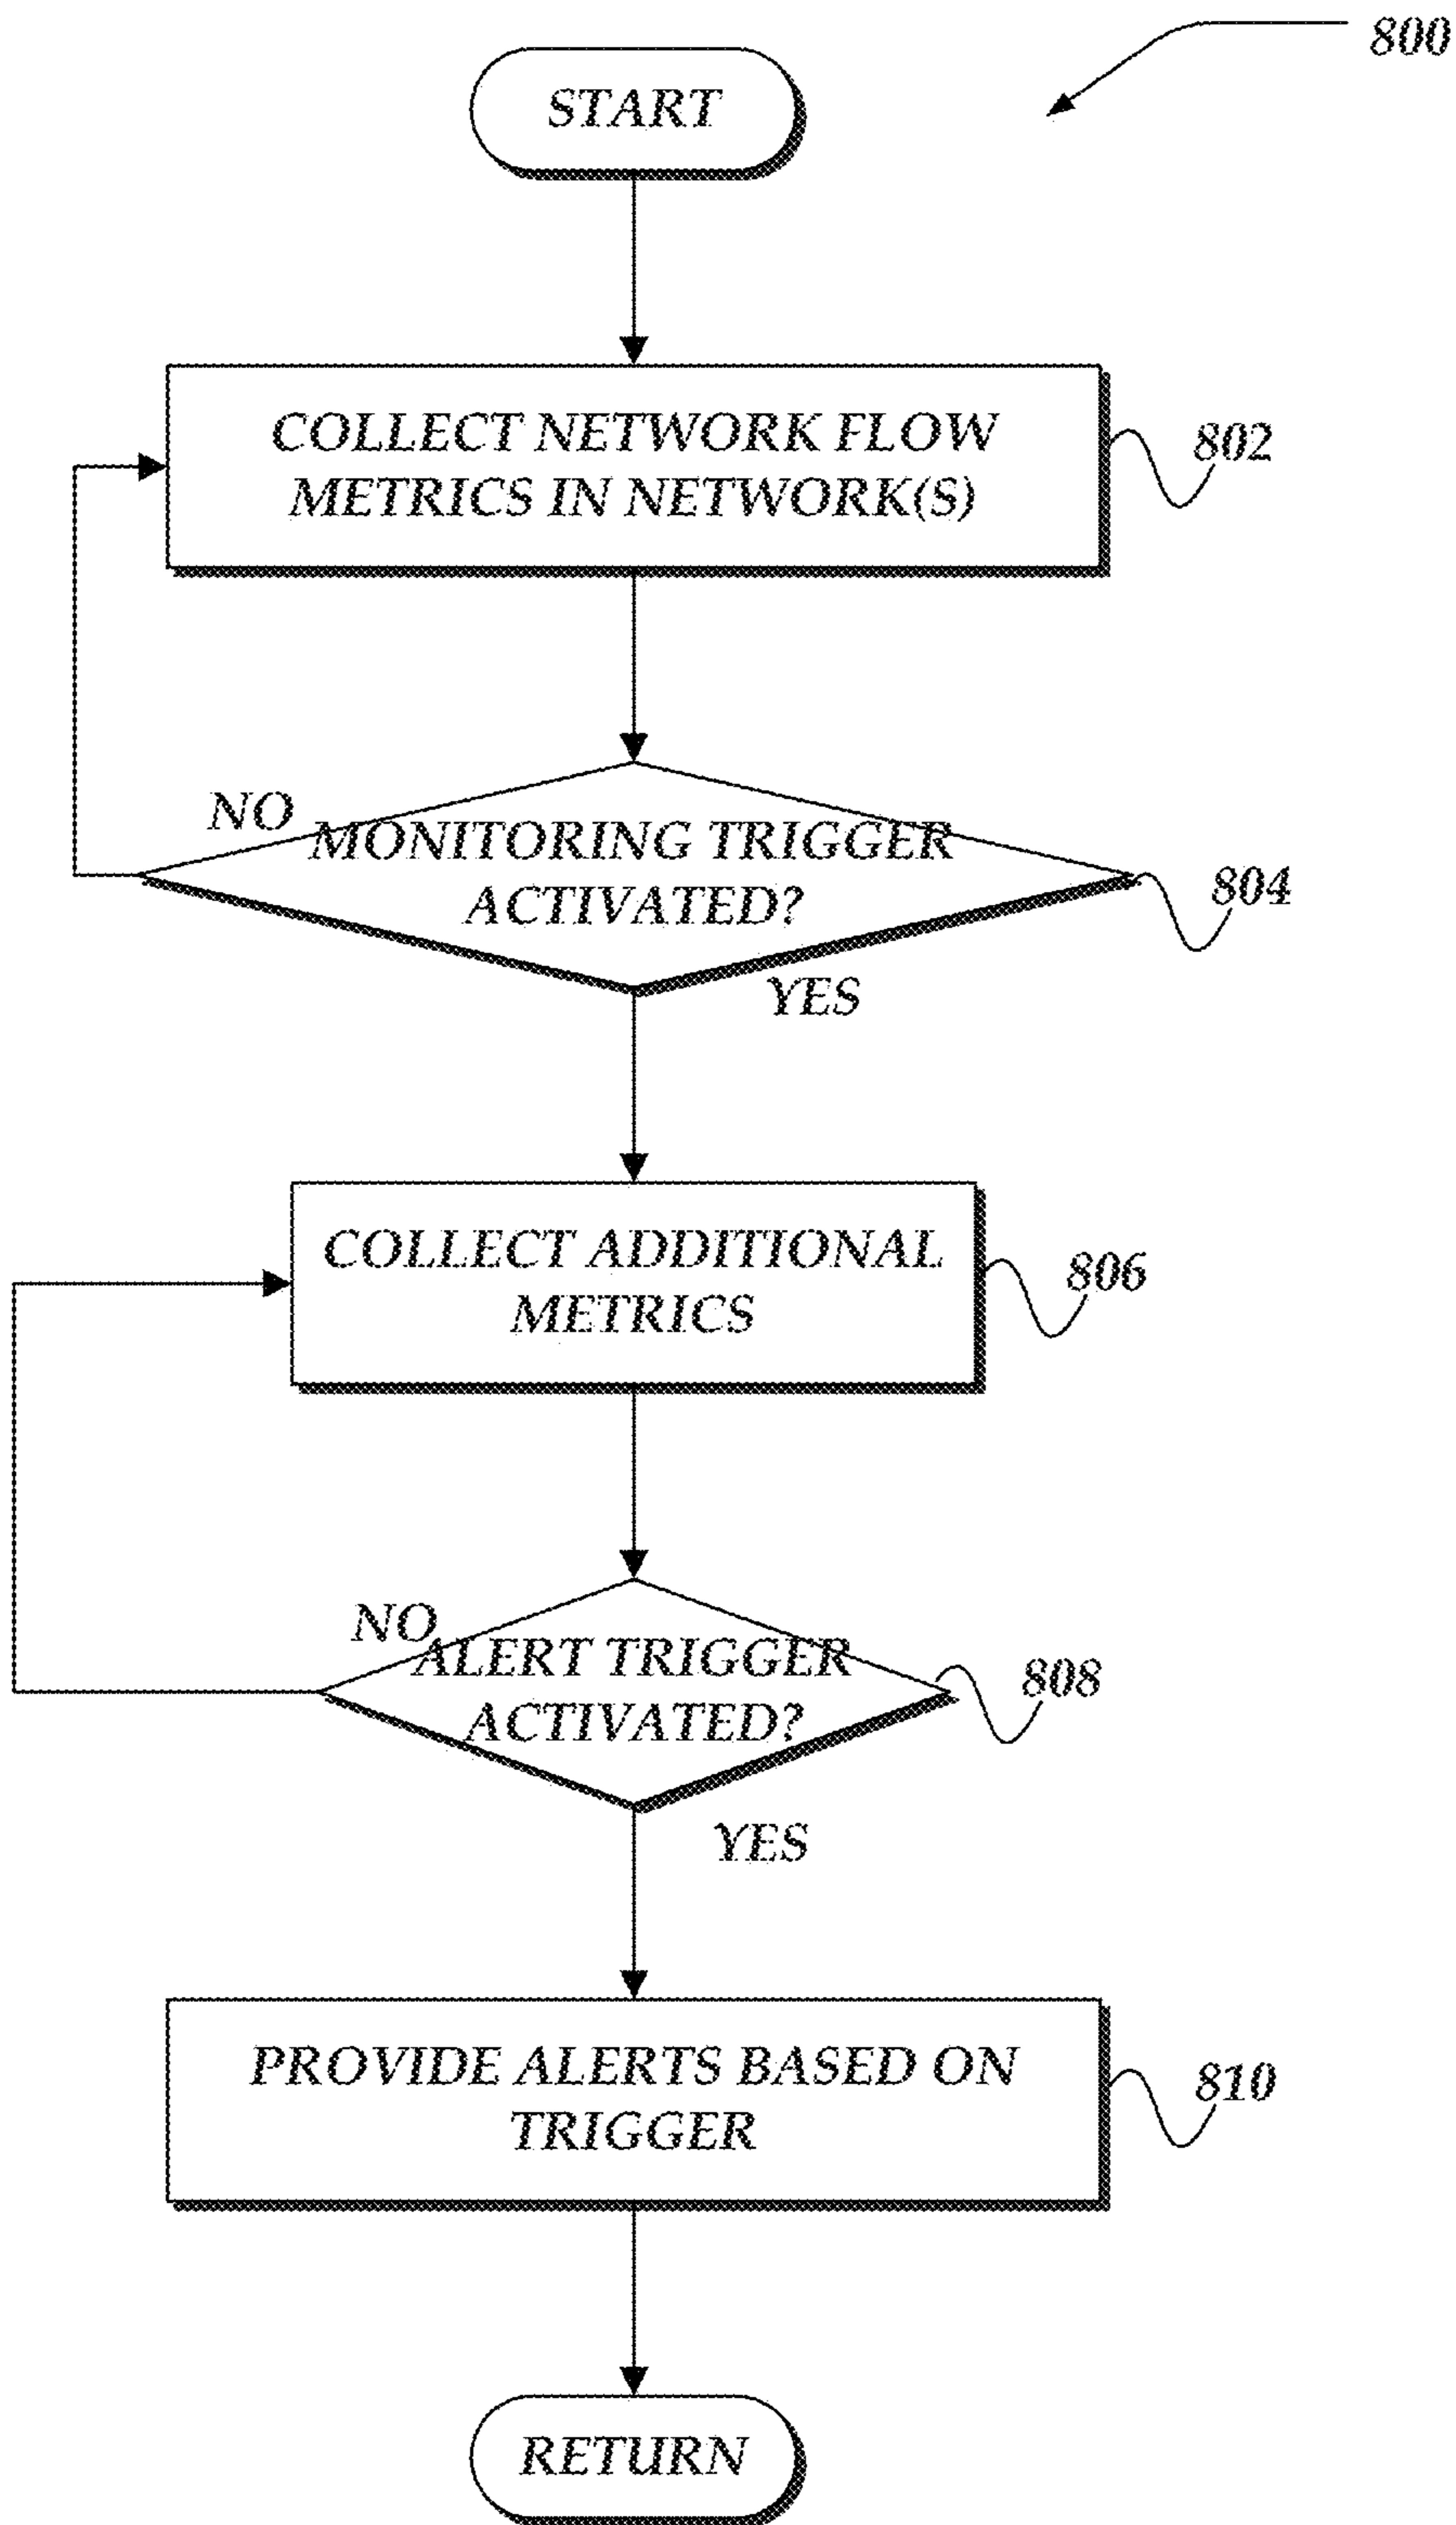 800
START
COLLECT NETWORK FLOW
METRICS IN NETWORK(S)
802
NO
MONITORING TRIGGER
ACTIVATED?
804
YES
COLLECT ADDITIONAL
METRICS
806
NO
ALERT TRIGGER
ACTIVATED?
808
YES
PROVIDE ALERTS BASED ON
TRIGGER
810
RETURN